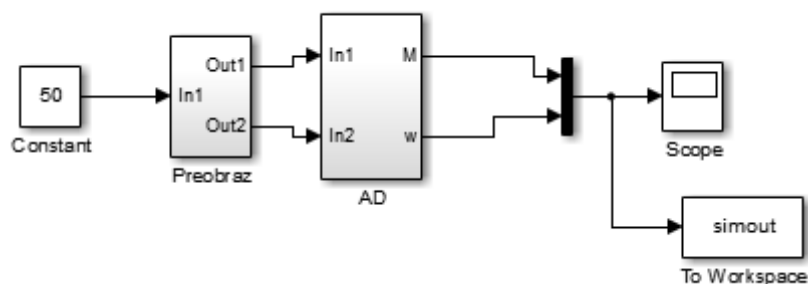 50
Constant
In1
Out1
Out2
Preobraz
In1
In2
M
w
AD
Scope
simout
To Workspace